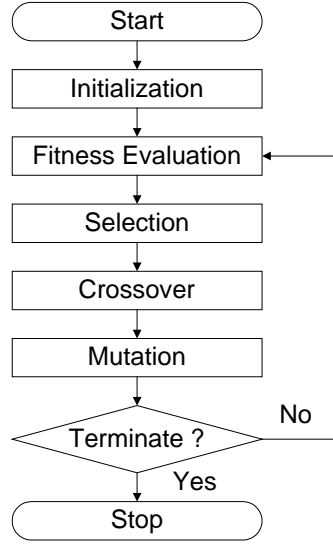 Start
Initialization
Fitness Evaluation
Selection
Crossover
Mutation
Terminate ?
No
Yes
Stop